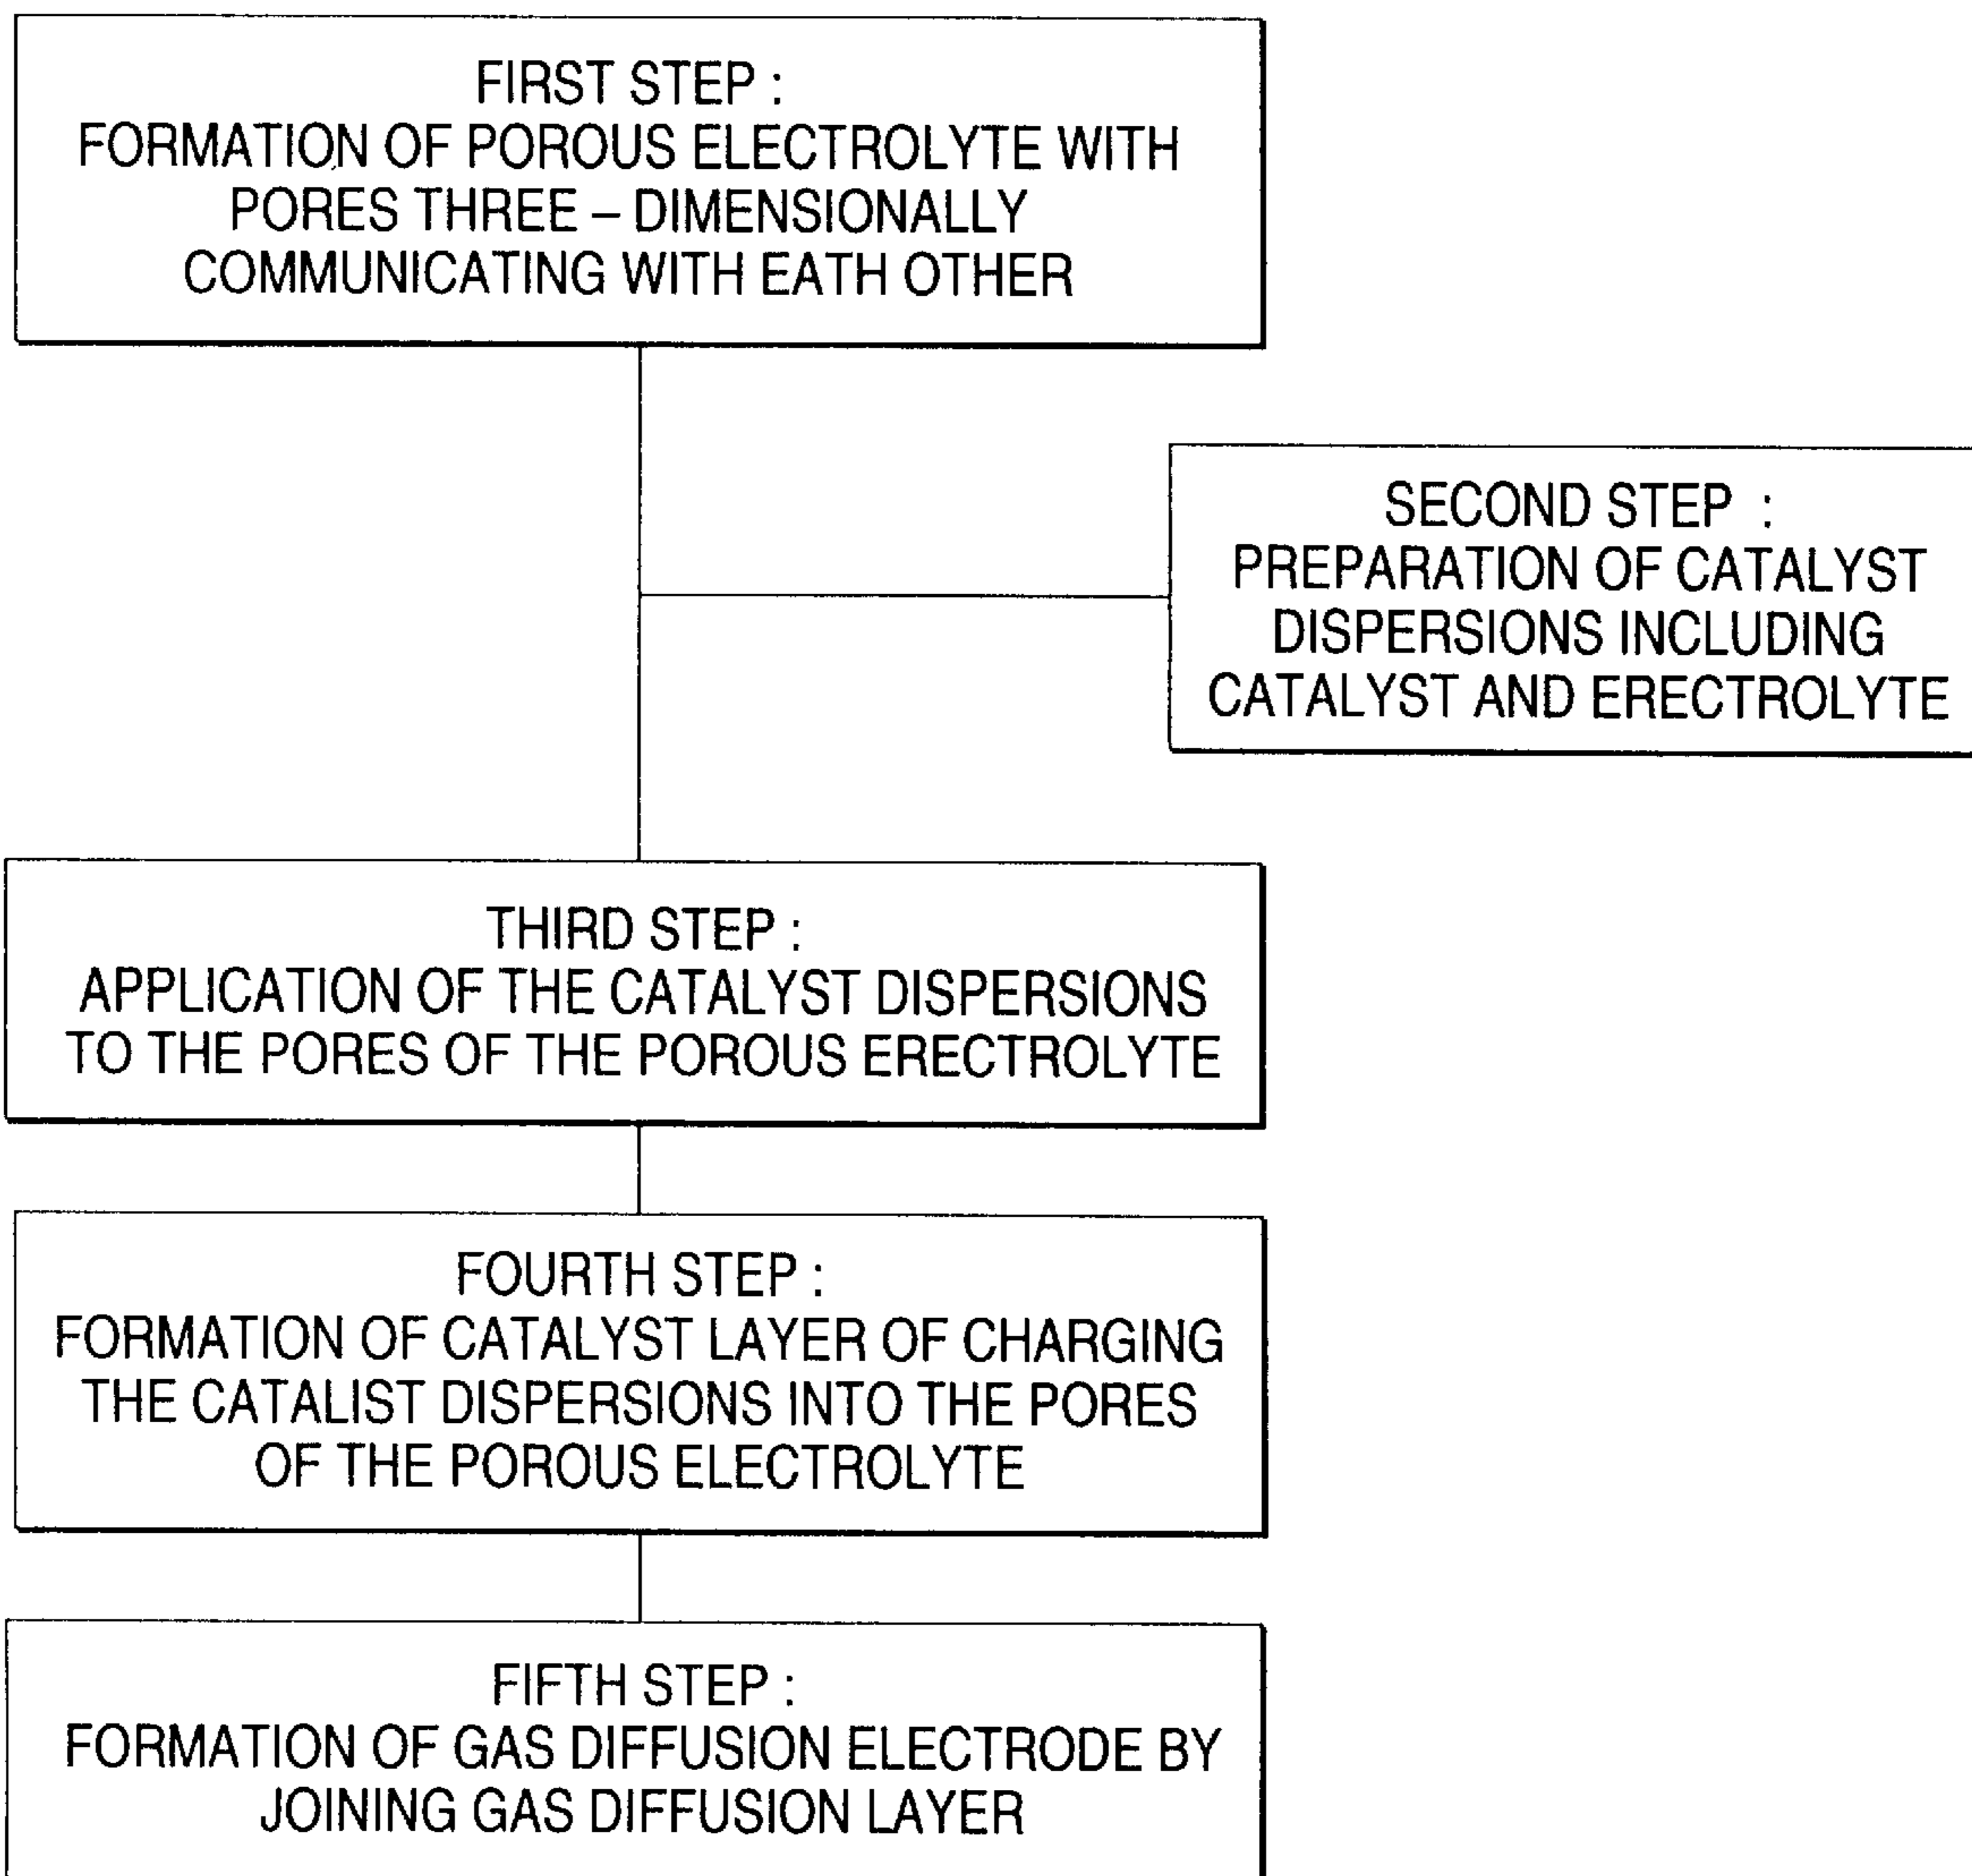 FIRST STEP :
FORMATION OF POROUS ELECTROLYTE WITH
PORES THREE – DIMENSIONALLY
COMMUNICATING WITH EATH OTHER
SECOND STEP :
PREPARATION OF CATALYST
DISPERSIONS INCLUDING
CATALYST AND ERECTROLYTE
THIRD STEP :
APPLICATION OF THE CATALYST DISPERSIONS
TO THE PORES OF THE POROUS ERECTROLYTE
FOURTH STEP :
FORMATION OF CATALYST LAYER OF CHARGING
THE CATALIST DISPERSIONS INTO THE PORES
OF THE POROUS ELECTROLYTE
FIFTH STEP :
FORMATION OF GAS DIFFUSION ELECTRODE BY
JOINING GAS DIFFUSION LAYER